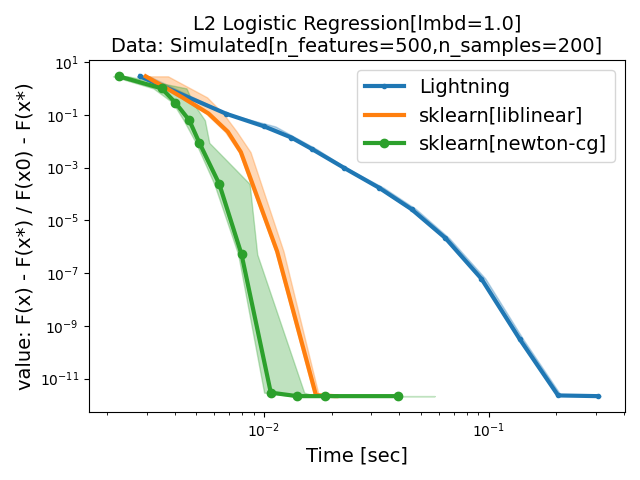 L2 Logistic Regression[lmbd=1.0]
Data: Simulated[n_features=500,n_samples=200]
value: F(x) - F(x*) / F(x0) - F(x*)
10¹
10⁻¹
10⁻³
10⁻⁵
10⁻⁷
10⁻⁹
10⁻¹¹
Lightning
sklearn[liblinear]
sklearn[newton-cg]
10⁻²
10⁻¹
Time [sec]